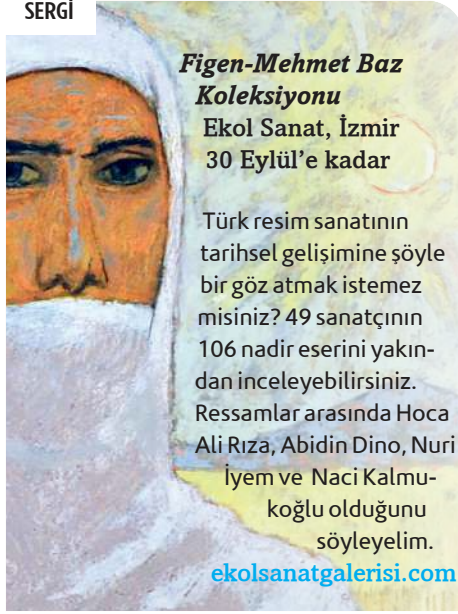 SERGİ
Figen-Mehmet Baz
Koleksiyonu
Ekol Sanat, İzmir
30 Eylül’e kadar
Türk resim sanatının
tarihsel gelişimine şöyle
bir göz atmak istemez
misiniz? 49 sanatçının
106 nadir eserini yakın-
dan inceleyebilirsiniz.
Ressamlar arasında Hoca
Ali Rıza, Abidin Dino, Nuri
İyem ve Naci Kalmu-
koğlu olduğunu
söyleyelim.
ekolsanatgalerisi.com